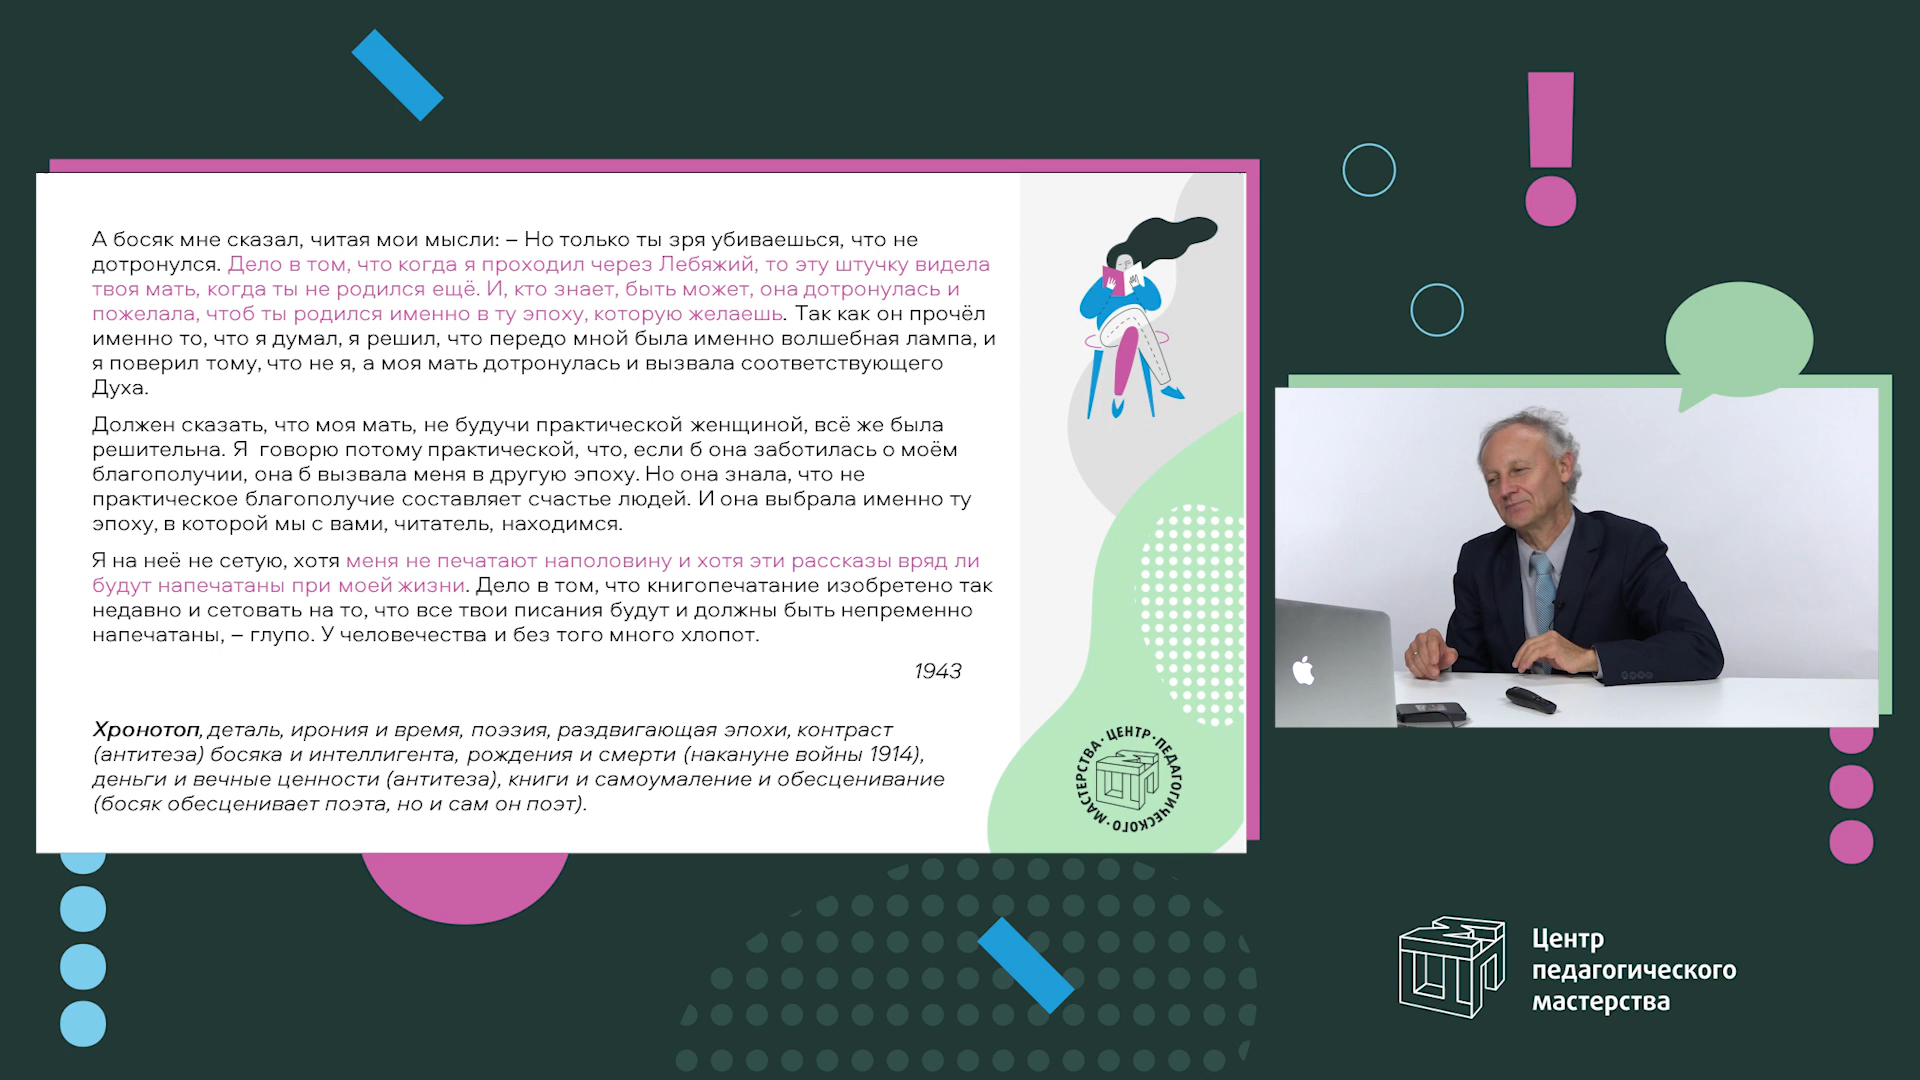 А босяк мне сказал, читая мои мысли: – Но только ты зря убиваешься, что не
дотронулся. Дело в том, что когда я проходил через Лебяжий, то эту штучку видела
твоя мать, когда ты не родился ещё. И, кто знает, быть может, она дотронулась и
пожелала, чтоб ты родился именно в ту эпоху, которую желаешь. Так как он прочёл
именно то, что я думал, я решил, что передо мной была именно волшебная лампа, и
я поверил тому, что не я, а моя мать дотронулась и вызвала соответствующего
Духа.
Должен сказать, что моя мать, не будучи практической женщиной, всё же была
решительна. Я говорю потому практической, что, если б она заботилась о моём
благополучии, она б вызвала меня в другую эпоху. Но она знала, что не
практическое благополучие составляет счастье людей. И она выбрала именно ту
эпоху, в которой мы с вами, читатель, находимся.
Я на неё не сетую, хотя меня не печатают наполовину и хотя эти рассказы вряд ли
будут напечатаны при моей жизни. Дело в том, что книгопечатание изобретено так
недавно и сетовать на то, что все твои писания будут и должны быть непременно
напечатаны, – глупо. У человечества и без того много хлопот.
1943
Хронотоп, деталь, ирония и время, поэзия, раздвигающая эпохи, контраст
(антитеза) босяка и интеллигента, рождения и смерти (накануне войны 1914),
деньги и вечные ценности (антитеза), книги и самоумаление и обесценивание
(босяк обесценивает поэта, но и сам он поэт).
ЦЕНТР·ПЕДАГОГИЧЕСКОГО·МАСТЕРСТВА·
Центр
педагогического
мастерства